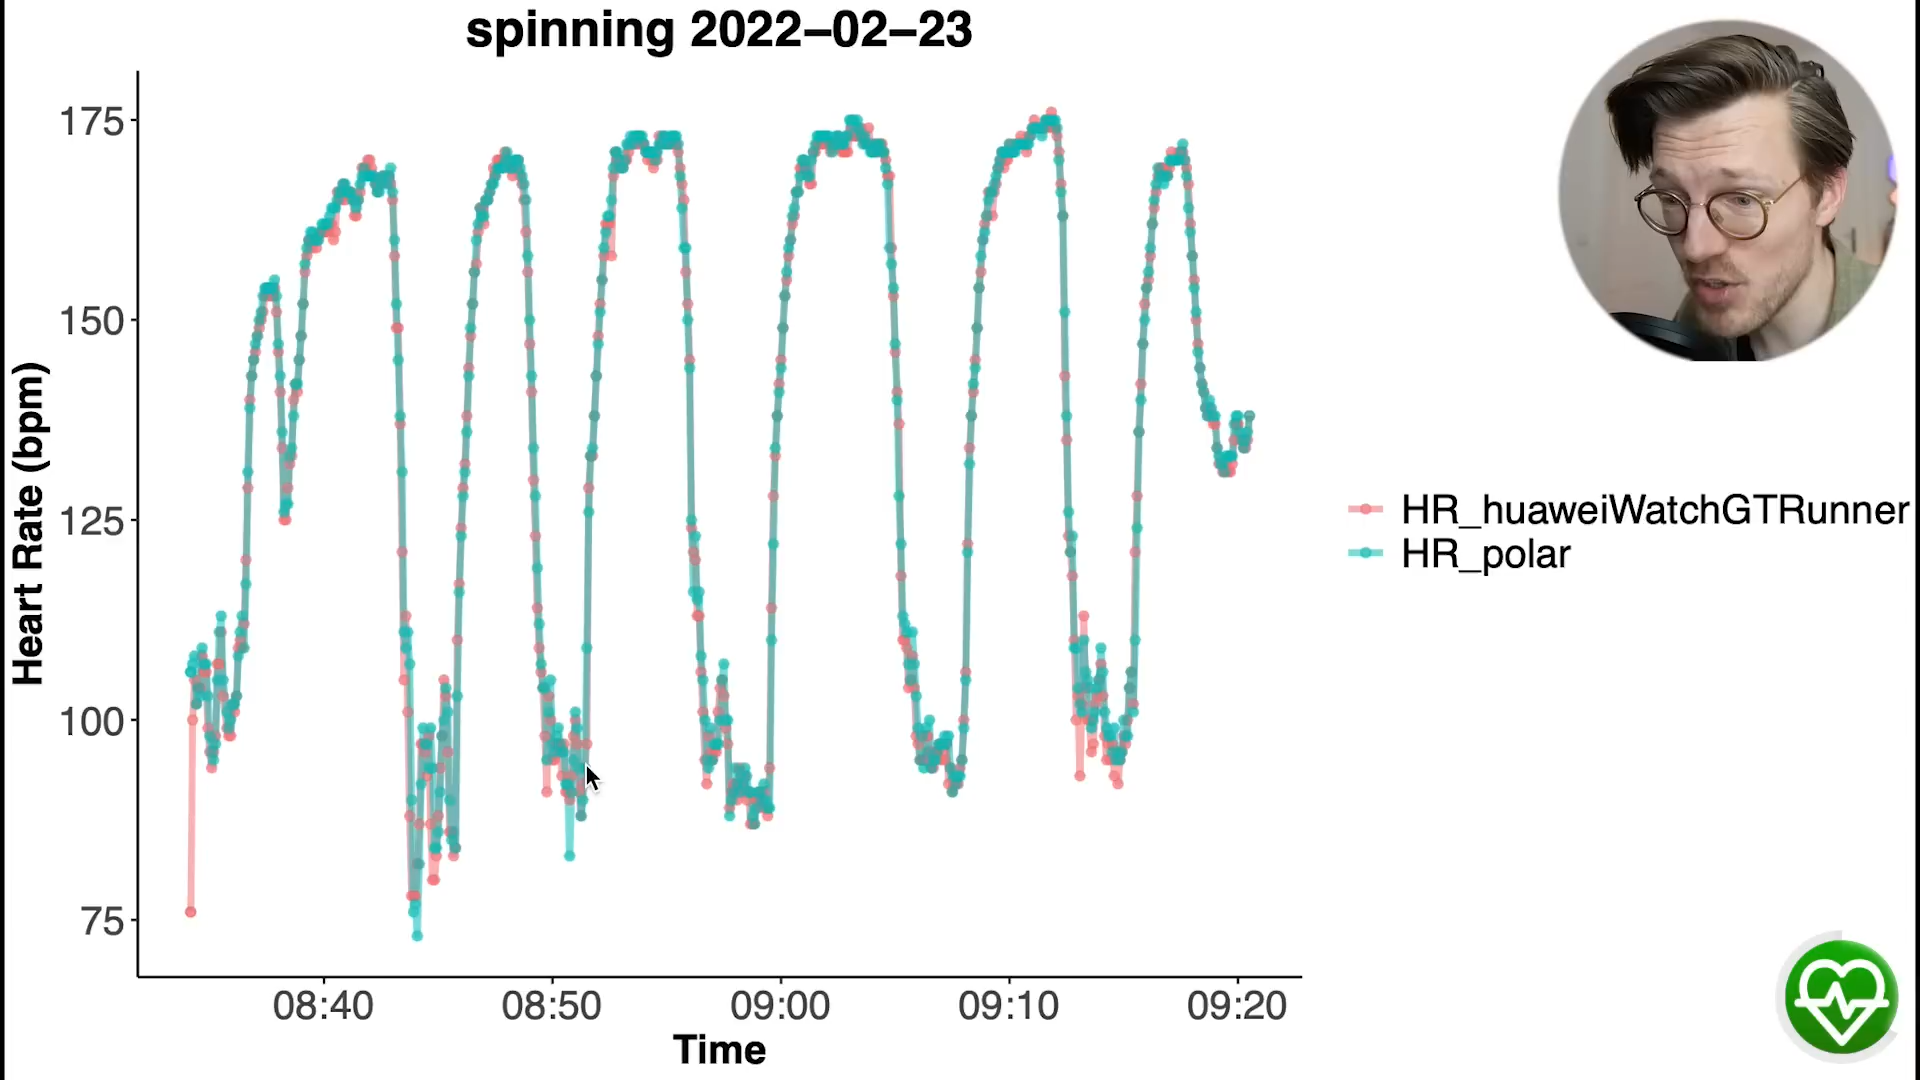 spinning 2022–02–23
175
150
125
100
75
Heart Rate (bpm)
08:40 08:50 09:00 09:10 09:20
Time
HR_huaweiWatchGTRunner
HR_polar